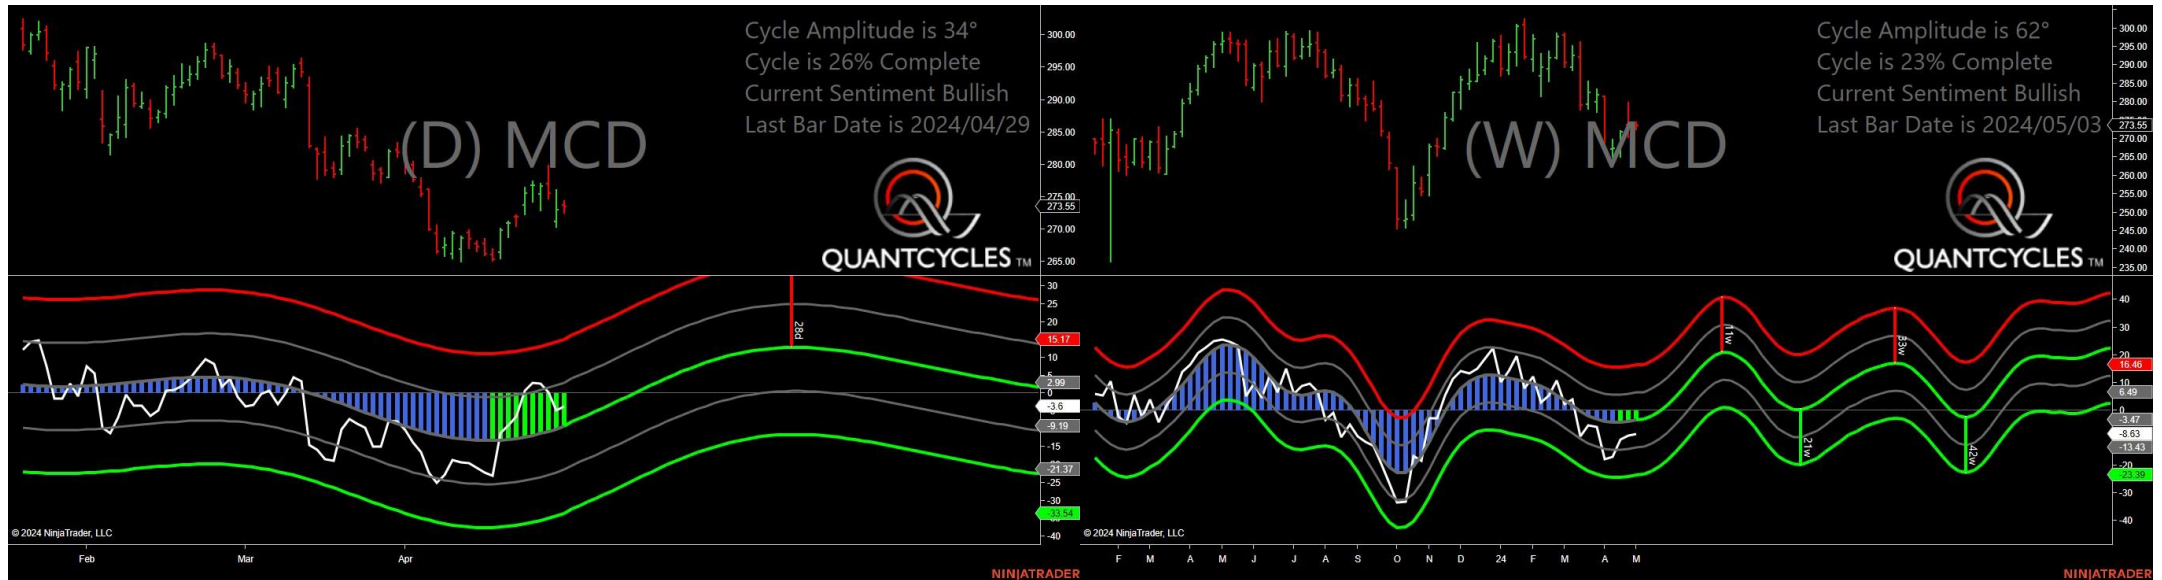 Cycle Amplitude is 34°
Cycle is 26% Complete
Current Sentiment Bullish
Last Bar Date is 2024/04/29
(D) MCD
QUANTCYCLES TM
300.00
295.00
290.00
285.00
280.00
275.00
273.55
270.00
265.00
28d
30
25
20
15.17
10
5
2.99
0
-3.6
-9.19
-15
-21.37
-25
-30
-33.54
-40
© 2024 NinjaTrader, LLC
Feb Mar Apr
NINJATRADER
Cycle Amplitude is 62°
Cycle is 23% Complete
Current Sentiment Bullish
Last Bar Date is 2024/05/03
(W) MCD
QUANTCYCLES TM
300.00
295.00
290.00
285.00
280.00
273.55
270.00
265.00
260.00
255.00
250.00
245.00
240.00
235.00
11w
21w
33w
42w
40
30
20
16.46
10
6.49
0
-3.47
-8.63
-13.43
-20
-23.39
-30
-40
© 2024 NinjaTrader, LLC
F M A M J J A S O N D 24 F M A M
NINJATRADER